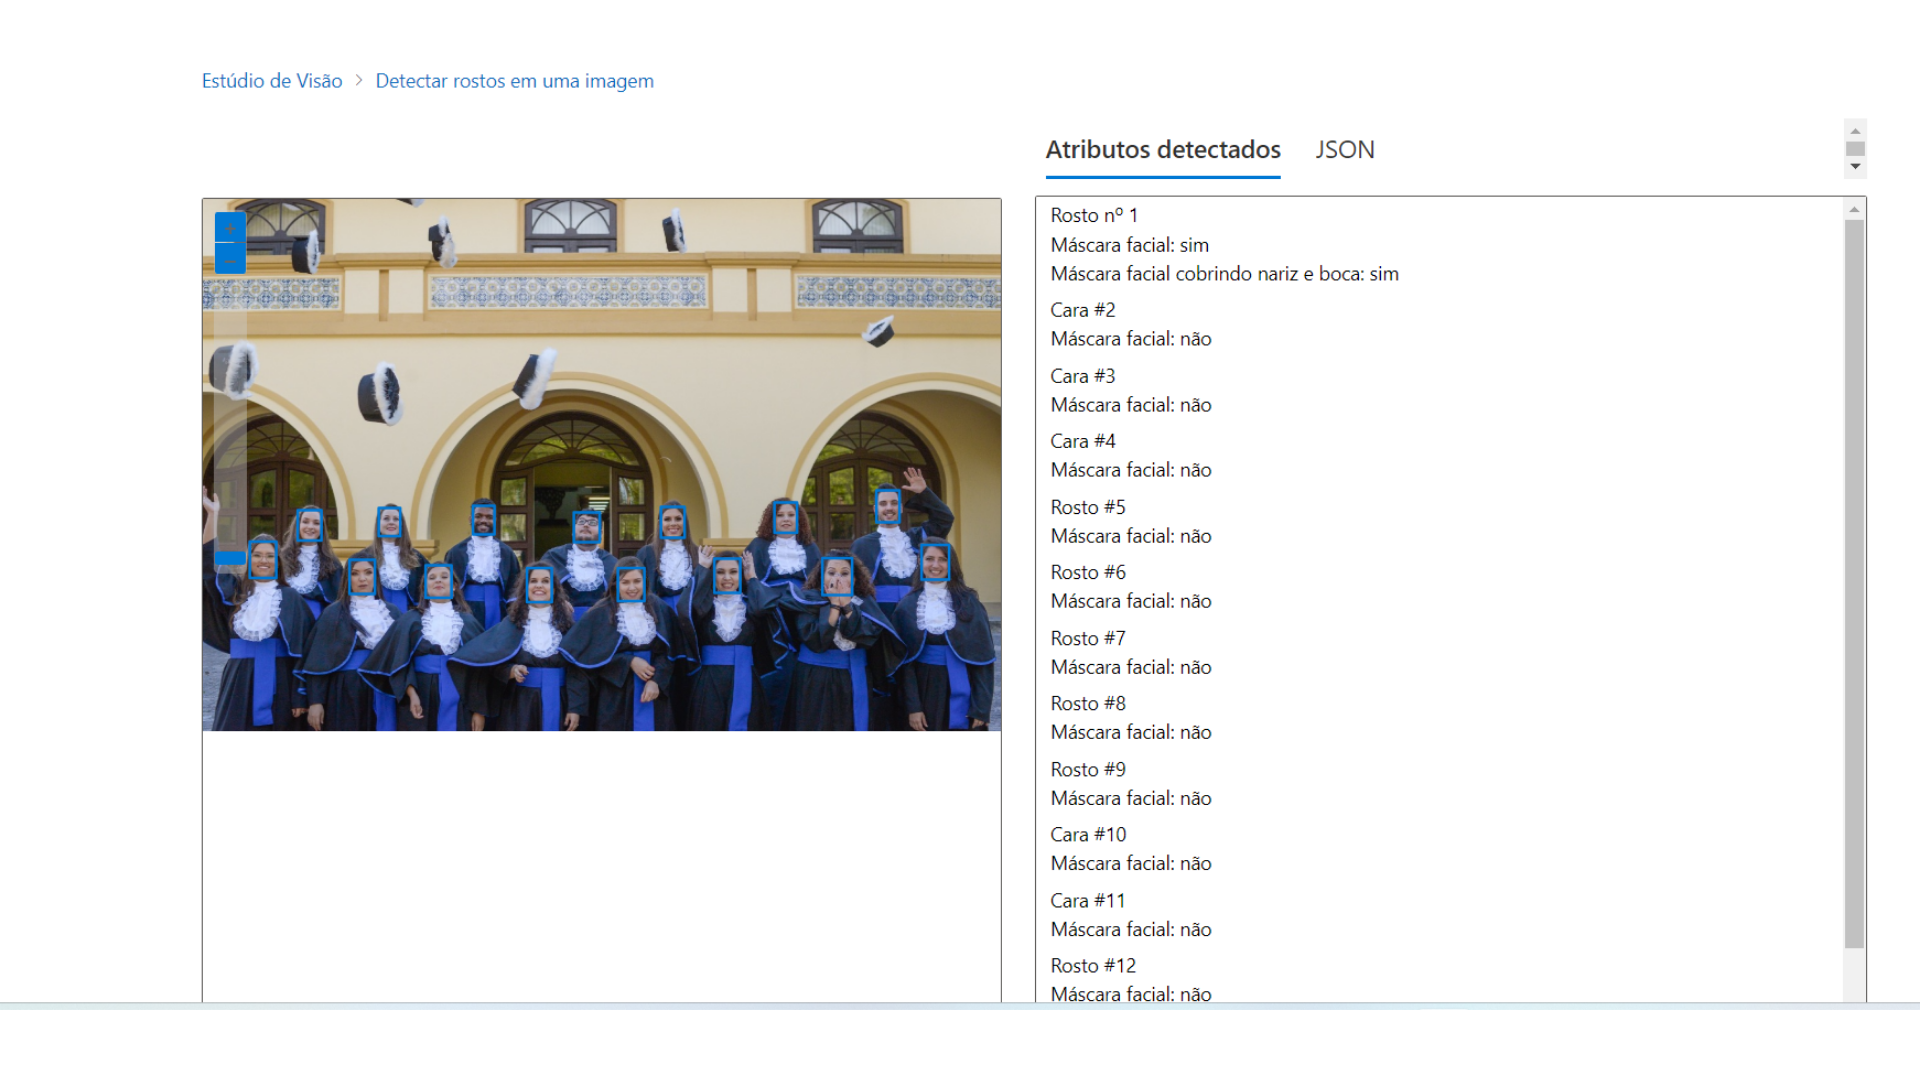 Estúdio de Visão > Detectar rostos em uma imagem
Atributos detectados JSON
+
-
Rosto nº 1
Máscara facial: sim
Máscara facial cobrindo nariz e boca: sim
Cara #2
Máscara facial: não
Cara #3
Máscara facial: não
Cara #4
Máscara facial: não
Rosto #5
Máscara facial: não
Rosto #6
Máscara facial: não
Rosto #7
Máscara facial: não
Rosto #8
Máscara facial: não
Rosto #9
Máscara facial: não
Cara #10
Máscara facial: não
Cara #11
Máscara facial: não
Rosto #12
Máscara facial: não